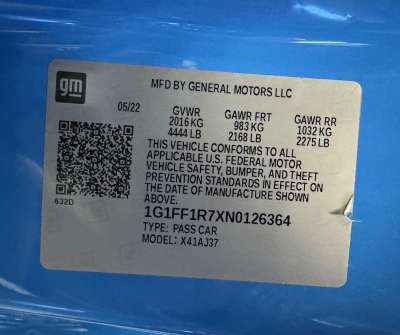 gm
MFD BY GENERAL MOTORS LLC
05/22 GVWR GAWR FRT GAWR RR
2016 KG 983 KG 1032 KG
4444 LB 2168 LB 2275 LB
THIS VEHICLE CONFORMS TO ALL
APPLICABLE U.S. FEDERAL MOTOR
VEHICLE SAFETY, BUMPER, AND THEFT
PREVENTION STANDARDS IN EFFECT ON
THE DATE OF MANUFACTURE SHOWN
ABOVE.
632D
1G1FF1R7XN0126364
TYPE: PASS CAR
MODEL: X41AJ37